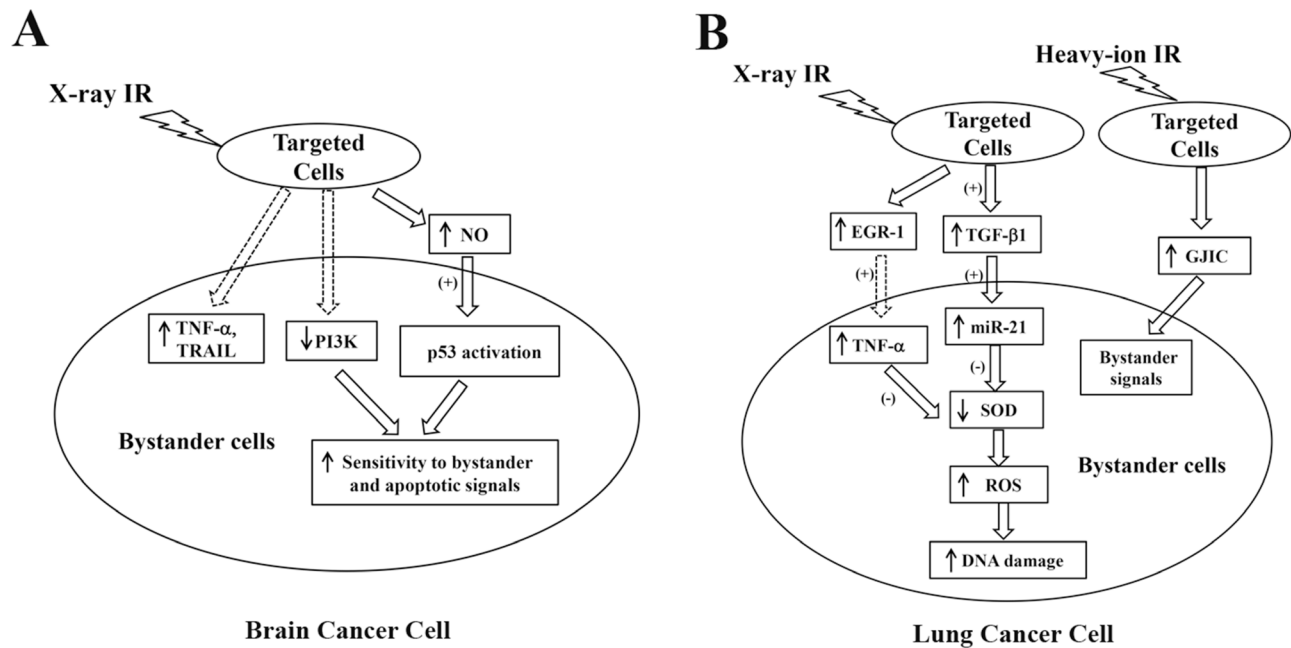 A
X-ray IR
Targeted
Cells
↑ NO
(+)
↑ TNF-α,
TRAIL
↓PI3K
p53 activation
Bystander cells
↑ Sensitivity to bystander
and apoptotic signals
Brain Cancer Cell
B
X-ray IR
Heavy-ion IR
Targeted
Cells
Targeted
Cells
(+)
↑ EGR-1
↑ TGF-β1
↑ GJIC
(+)
(+)
↑ TNF-α
↑ miR-21
Bystander
signals
(-)
(-)
↓ SOD
Bystander cells
↑ ROS
↑ DNA damage
Lung Cancer Cell